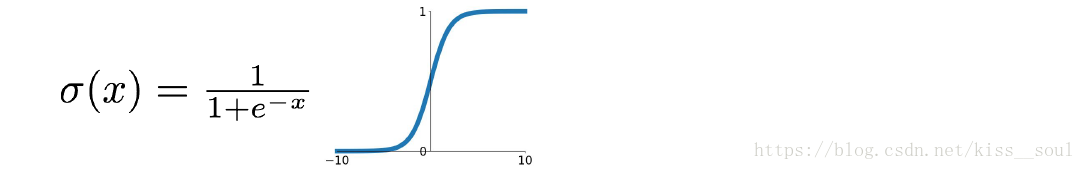 σ(x) = 1/(1+e^{-x})
1
0
−10
10
https://blog.csdn.net/kiss__soul